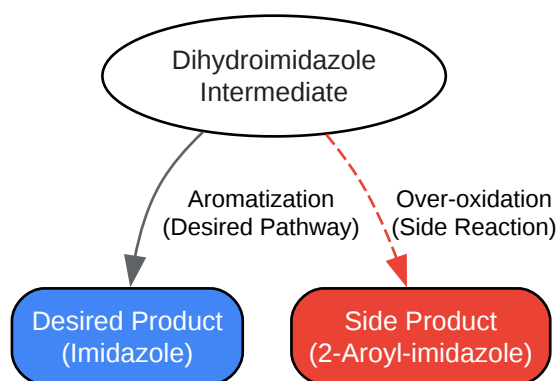 Dihydroimidazole
Intermediate
Aromatization
(Desired Pathway)
Over-oxidation
(Side Reaction)
Desired Product
(Imidazole)
Side Product
(2-Aroyl-imidazole)